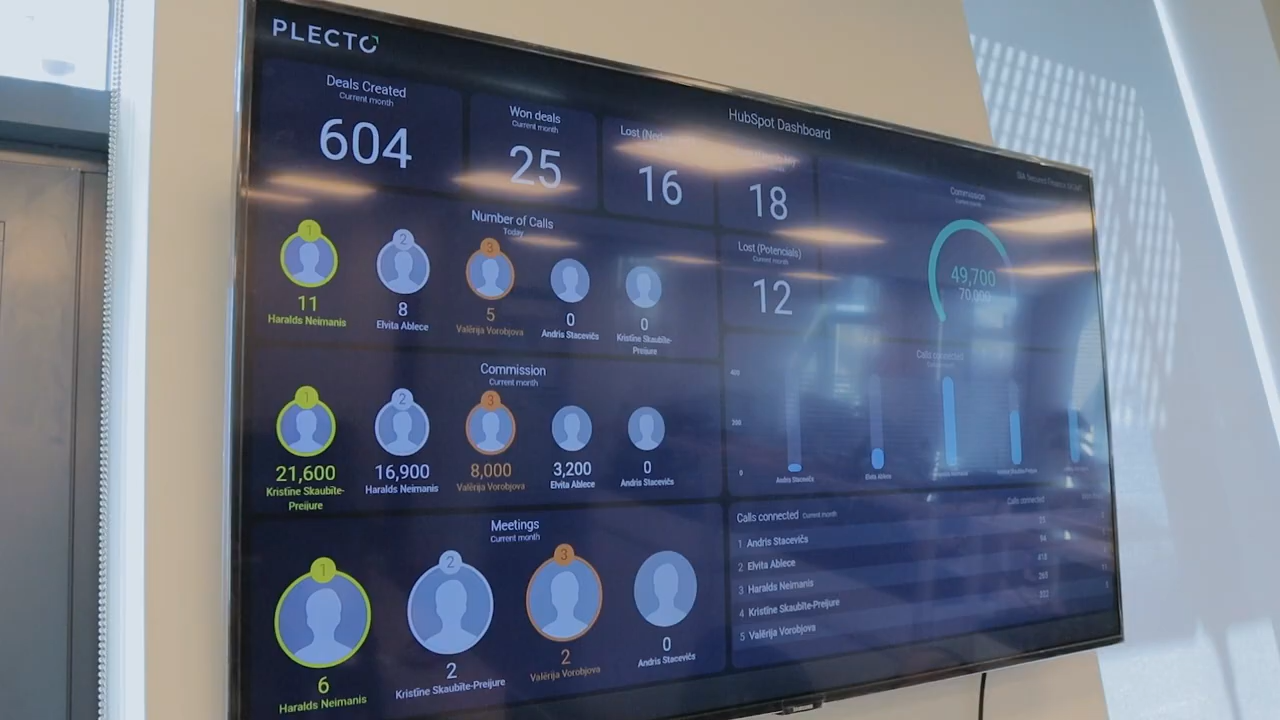 PLECTO
HubSpot Dashboard
Deals Created
Current month
604
Won deals
Current month
25
Lost
16
18
Lost (Potencials)
Current month
12
Commission
Current month
49,700
70,000
Number of Calls
Today
1
2
3
11
Haralds Neimanis
8
Elvita Ablece
5
Valērija Vorobjova
0
Andris Stacevičs
0
Kristīne Skaubīte-
Preijure
Commission
Current month
1
2
3
21,600
Kristīne Skaubīte-
Preijure
16,900
Haralds Neimanis
8,000
Valērija Vorobjova
3,200
Elvita Ablece
0
Andris Stacevičs
Meetings
Current month
1
2
3
6
Haralds Neimanis
2
Kristīne Skaubīte-Preijure
2
Valērija Vorobjova
0
Andris Stacevičs
Calls connected
400
200
0
Andris Stacevičs
Elvita Ablece
Calls connected Current month
Calls connected
1 Andris Stacevičs
2 Elvita Ablece
3 Haralds Neimanis
4 Kristīne Skaubīte-Preijure
5 Valērija Vorobjova